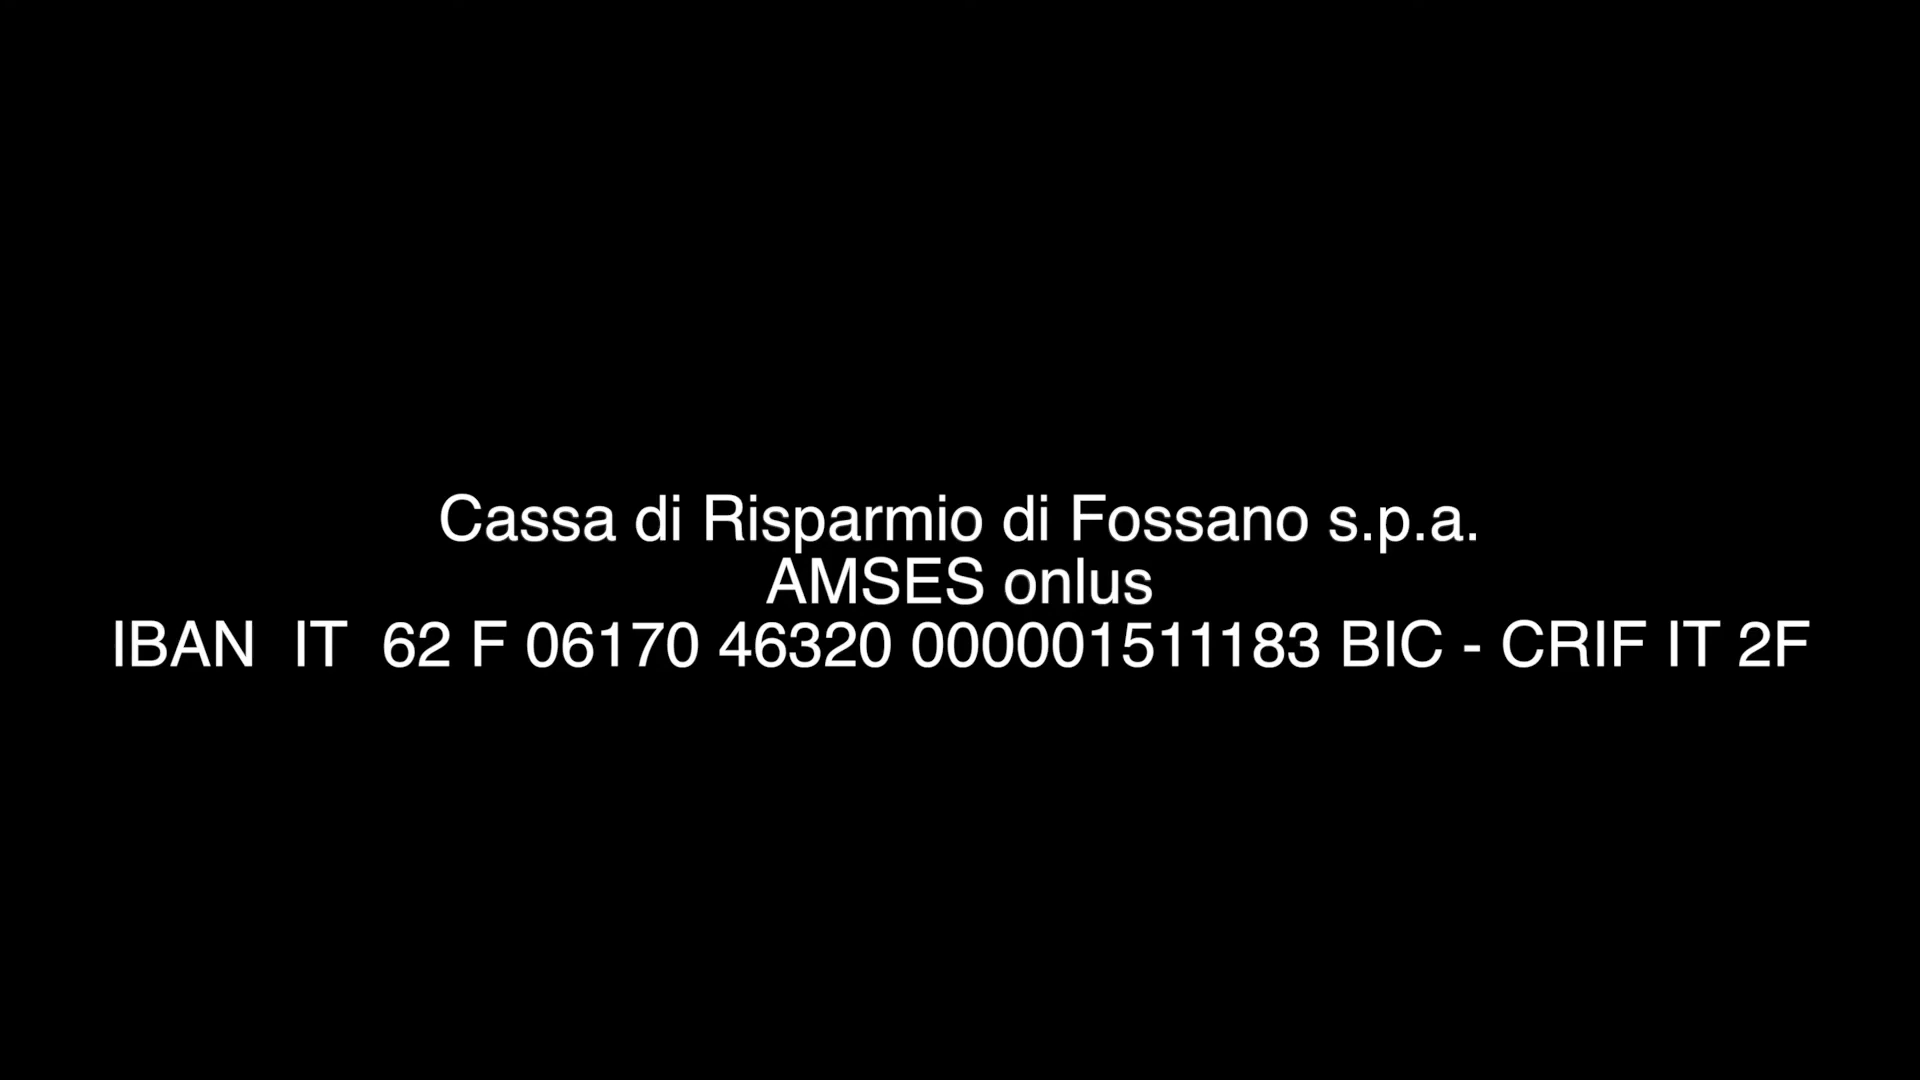 Cassa di Risparmio di Fossano s.p.a.
AMSES onlus
IBAN  IT  62 F 06170 46320 000001511183 BIC - CRIF IT 2F